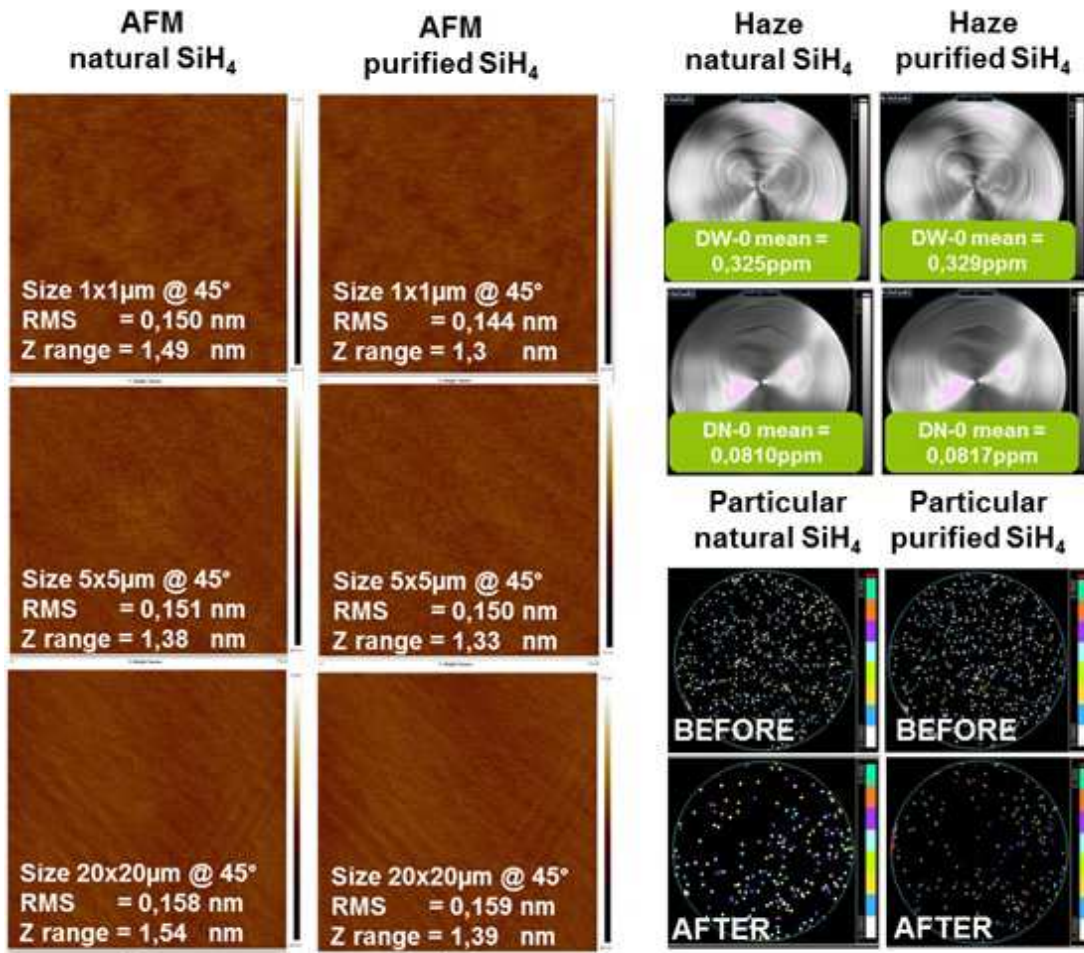 AFM
natural SiH₄
AFM
purified SiH₄
Size 1x1µm @ 45°
RMS = 0,150 nm
Z range = 1,49 nm
Size 1x1µm @ 45°
RMS = 0,144 nm
Z range = 1,3 nm
Size 5x5µm @ 45°
RMS = 0,151 nm
Z range = 1,38 nm
Size 5x5µm @ 45°
RMS = 0,150 nm
Z range = 1,33 nm
Size 20x20µm @ 45°
RMS = 0,158 nm
Z range = 1,54 nm
Size 20x20µm @ 45°
RMS = 0,159 nm
Z range = 1,39 nm
Haze
natural SiH₄
Haze
purified SiH₄
DW-0 mean =
0,325ppm
DW-0 mean =
0,329ppm
DN-0 mean =
0,0810ppm
DN-0 mean =
0,0817ppm
Particular
natural SiH₄
Particular
purified SiH₄
BEFORE
BEFORE
AFTER
AFTER